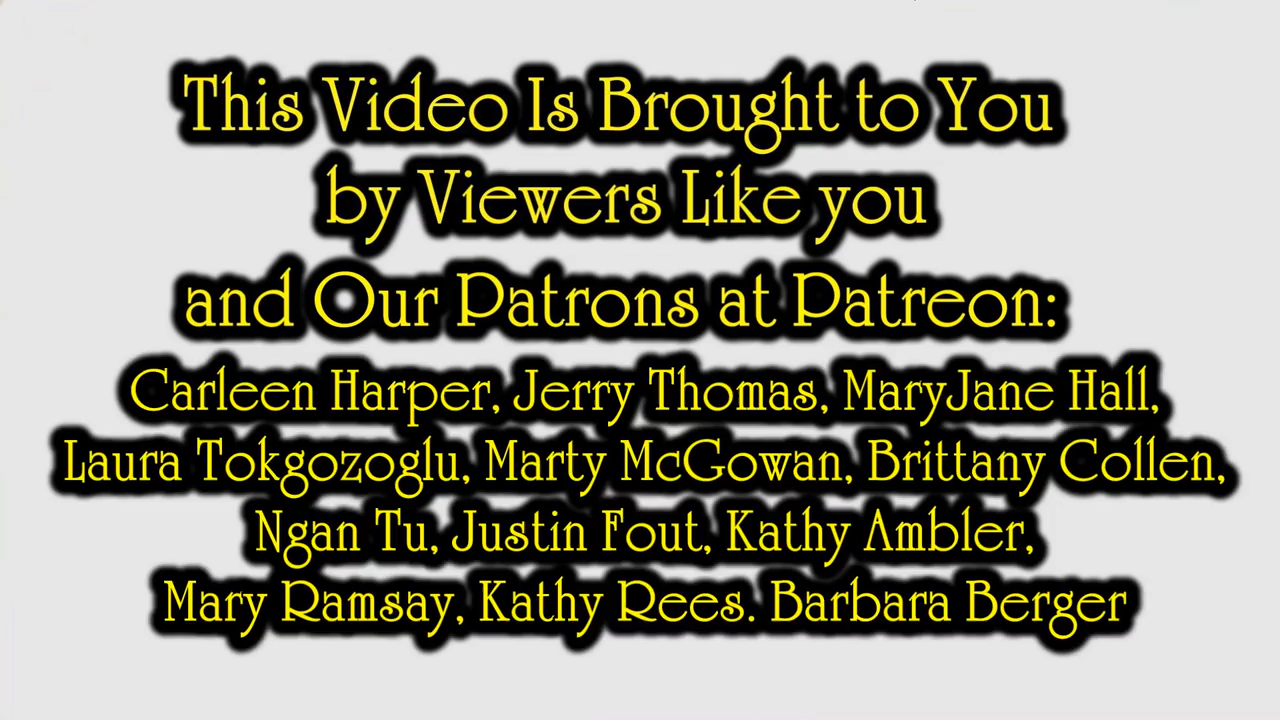 This Video Is Brought to You
by Viewers Like you
and Our Patrons at Patreon:
Carleen Harper, Jerry Thomas, MaryJane Hall,
Laura Tokgozoglu, Marty McGowan, Brittany Collen,
Ngan Tu, Justin Fout, Kathy Ambler,
Mary Ramsay, Kathy Rees. Barbara Berger